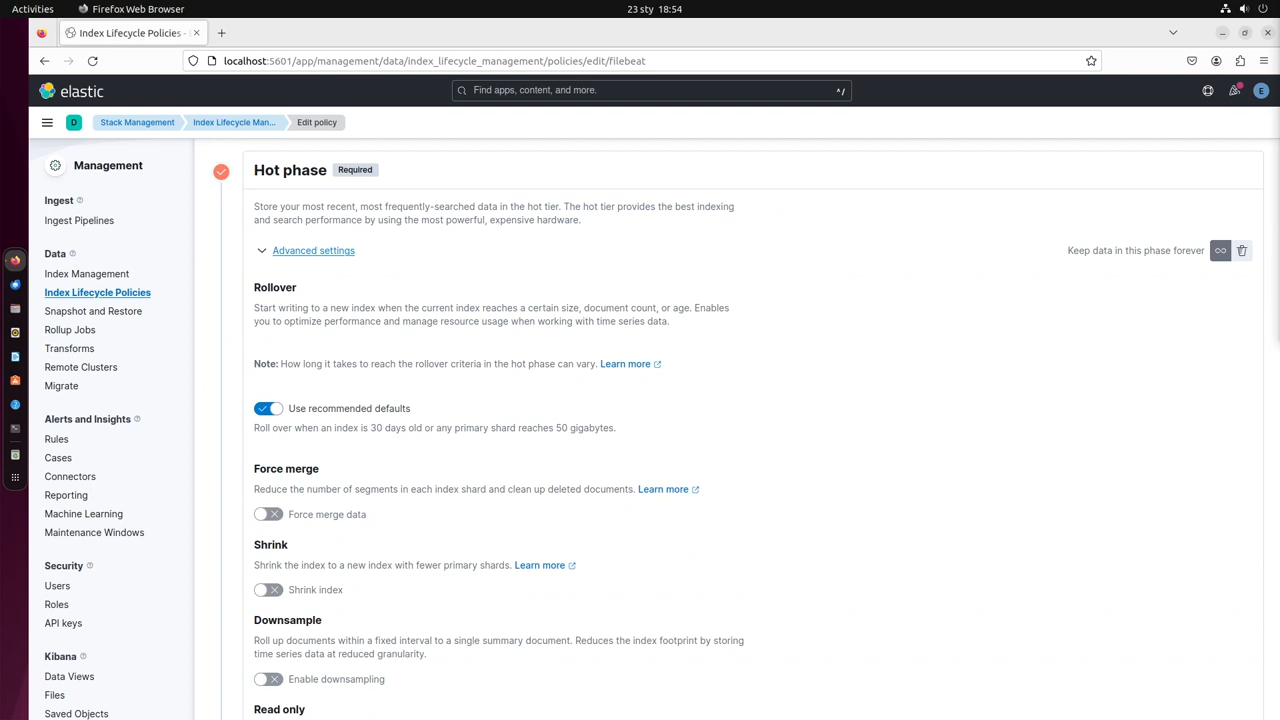 Activities
Firefox Web Browser
23 sty 18:54
Index Lifecycle Policies -
localhost:5601/app/management/data/index_lifecycle_management/policies/edit/filebeat
elastic
Find apps, content, and more.
^/
E
D
Stack Management
Index Lifecycle Man...
Edit policy
Management
Ingest
Ingest Pipelines
Data
Index Management
Index Lifecycle Policies
Snapshot and Restore
Rollup Jobs
Transforms
Remote Clusters
Migrate
Alerts and Insights
Rules
Cases
Connectors
Reporting
Machine Learning
Maintenance Windows
Security
Users
Roles
API keys
Kibana
Data Views
Files
Saved Objects
Hot phase
Required
Store your most recent, most frequently-searched data in the hot tier. The hot tier provides the best indexing
and search performance by using the most powerful, expensive hardware.
Advanced settings
Keep data in this phase forever
Rollover
Start writing to a new index when the current index reaches a certain size, document count, or age. Enables
you to optimize performance and manage resource usage when working with time series data.
Note: How long it takes to reach the rollover criteria in the hot phase can vary. Learn more
Use recommended defaults
Roll over when an index is 30 days old or any primary shard reaches 50 gigabytes.
Force merge
Reduce the number of segments in each index shard and clean up deleted documents. Learn more
Force merge data
Shrink
Shrink the index to a new index with fewer primary shards. Learn more
Shrink index
Downsample
Roll up documents within a fixed interval to a single summary document. Reduces the index footprint by storing
time series data at reduced granularity.
Enable downsampling
Read only